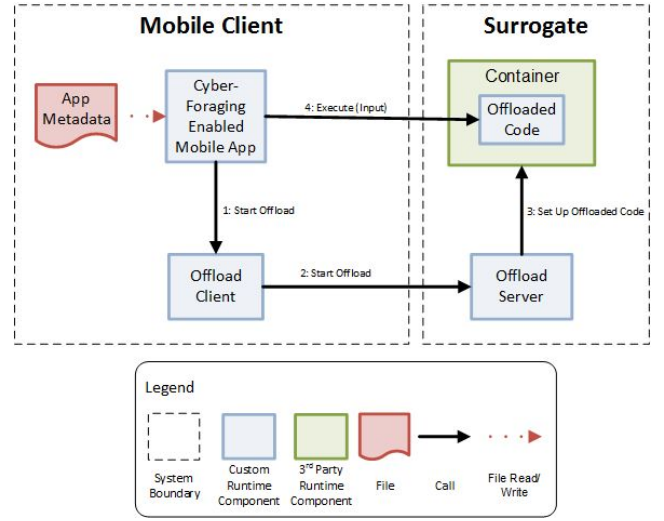 Mobile Client
Surrogate
App
Metadata
Cyber-
Foraging
Enabled
Mobile App
4: Execute (Input)
Container
Offloaded
Code
1: Start Offload
3: Set Up Offloaded Code
Offload
Client
2: Start Offload
Offload
Server
Legend
System
Boundary
Custom
Runtime
Component
3rd Party
Runtime
Component
File
Call
File Read/
Write